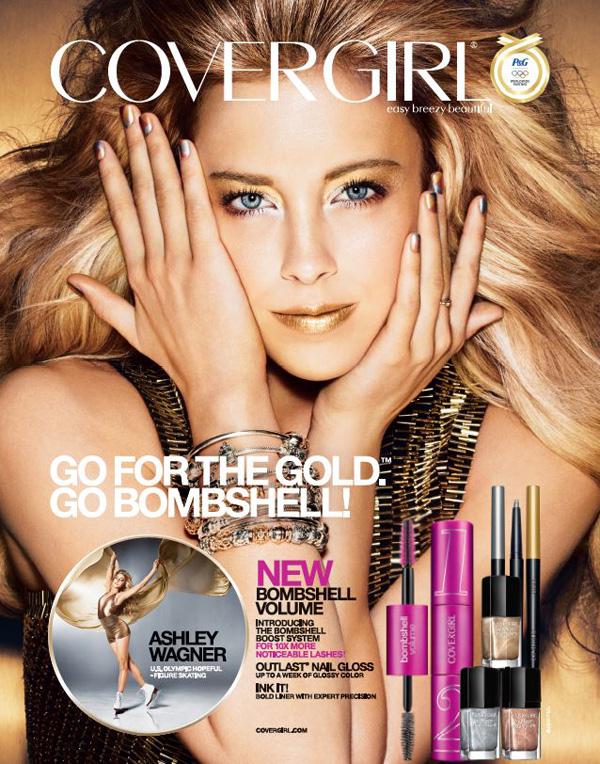 COVERGIRL®
easy breezy beautiful
P&G
GO FOR THE GOLD.™
GO BOMBSHELL!
ASHLEY
WAGNER
U.S. OLYMPIC HOPEFUL
-FIGURE SKATING
NEW
BOMBSHELL
VOLUME
INTRODUCING
THE BOMBSHELL
BOOST SYSTEM
FOR 10X MORE
NOTICEABLE LASHES!
OUTLAST® NAIL GLOSS
UP TO A WEEK OF GLOSSY COLOR
INK IT!
BOLD LINER WITH EXPERT PRECISION
COVERGIRL.COM
bombshell
volume
1
COVERGIRL
2